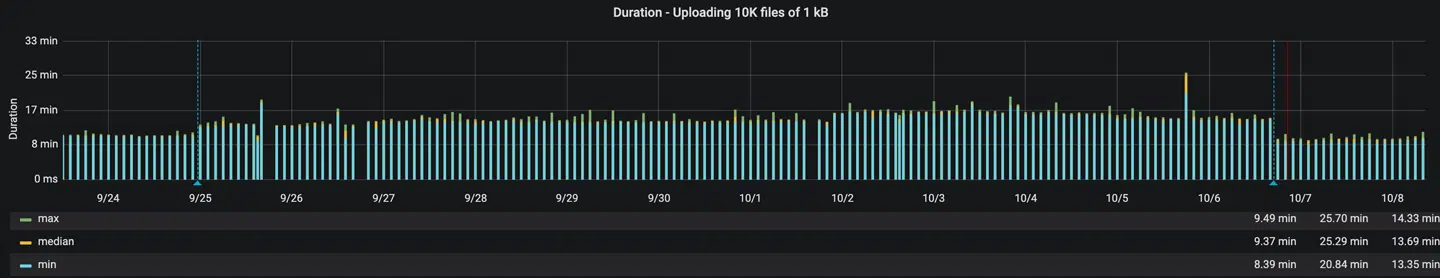 Duration - Uploading 10K files of 1 kB
33 min
25 min
17 min
8 min
0 ms
Duration
9/24 9/25 9/26 9/27 9/28 9/29 9/30 10/1 10/2 10/3 10/4 10/5 10/6 10/7 10/8
max 9.49 min 25.70 min 14.33 min
median 9.37 min 25.29 min 13.69 min
min 8.39 min 20.84 min 13.35 min